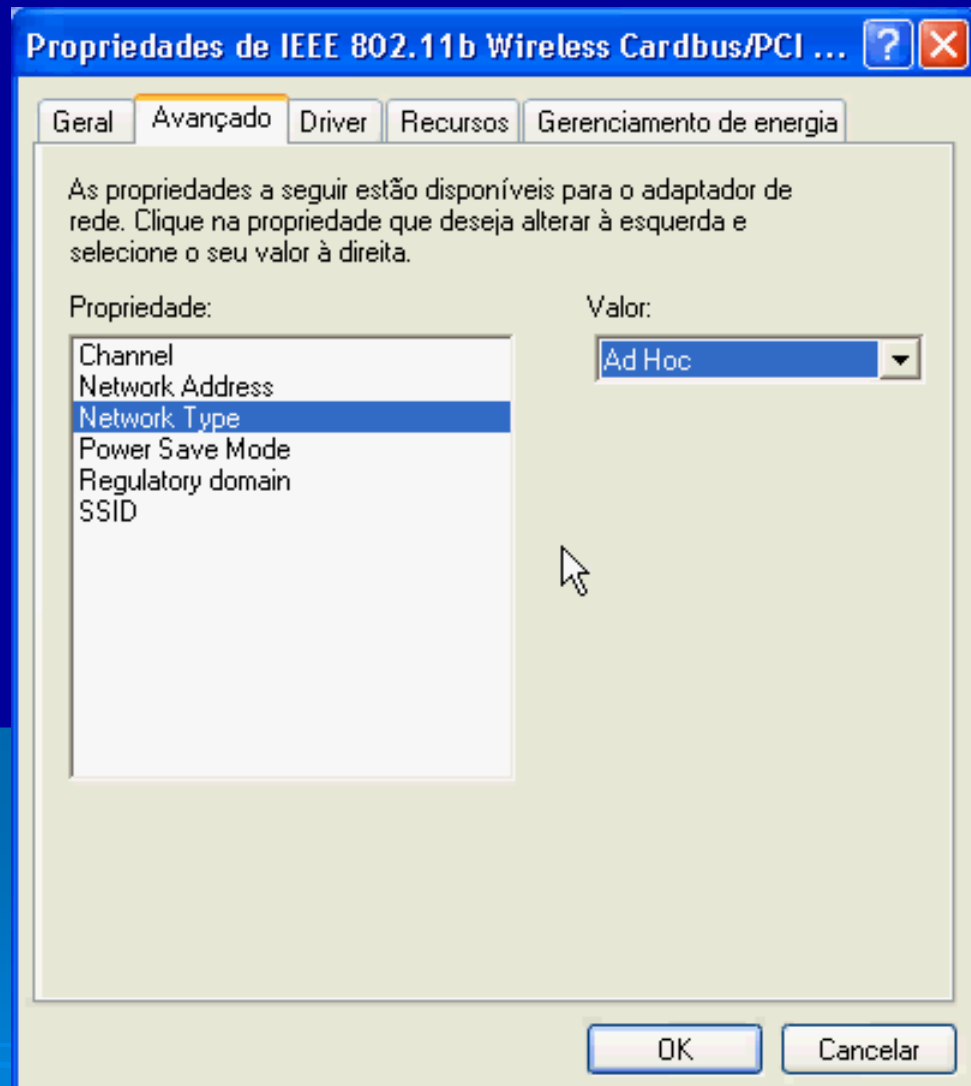 Propriedades de IEEE 802.11b Wireless Cardbus/PCI ...
Geral Avançado Driver Recursos Gerenciamento de energia
As propriedades a seguir estão disponíveis para o adaptador de
rede. Clique na propriedade que deseja alterar à esquerda e
selecione o seu valor à direita.
Propriedade: Valor:
Channel Ad Hoc
Network Address
Network Type
Power Save Mode
Regulatory domain
SSID
OK Cancelar